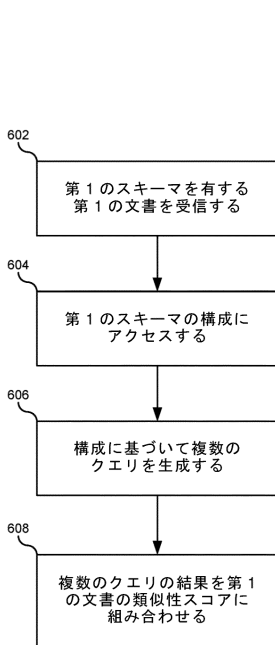 602
第1のスキーマを有する
第1の文書を受信する
604
第1のスキーマの構成に
アクセスする
606
構成に基づいて複数の
クエリを生成する
608
複数のクエリの結果を第1
の文書の類似性スコアに
組み合わせる